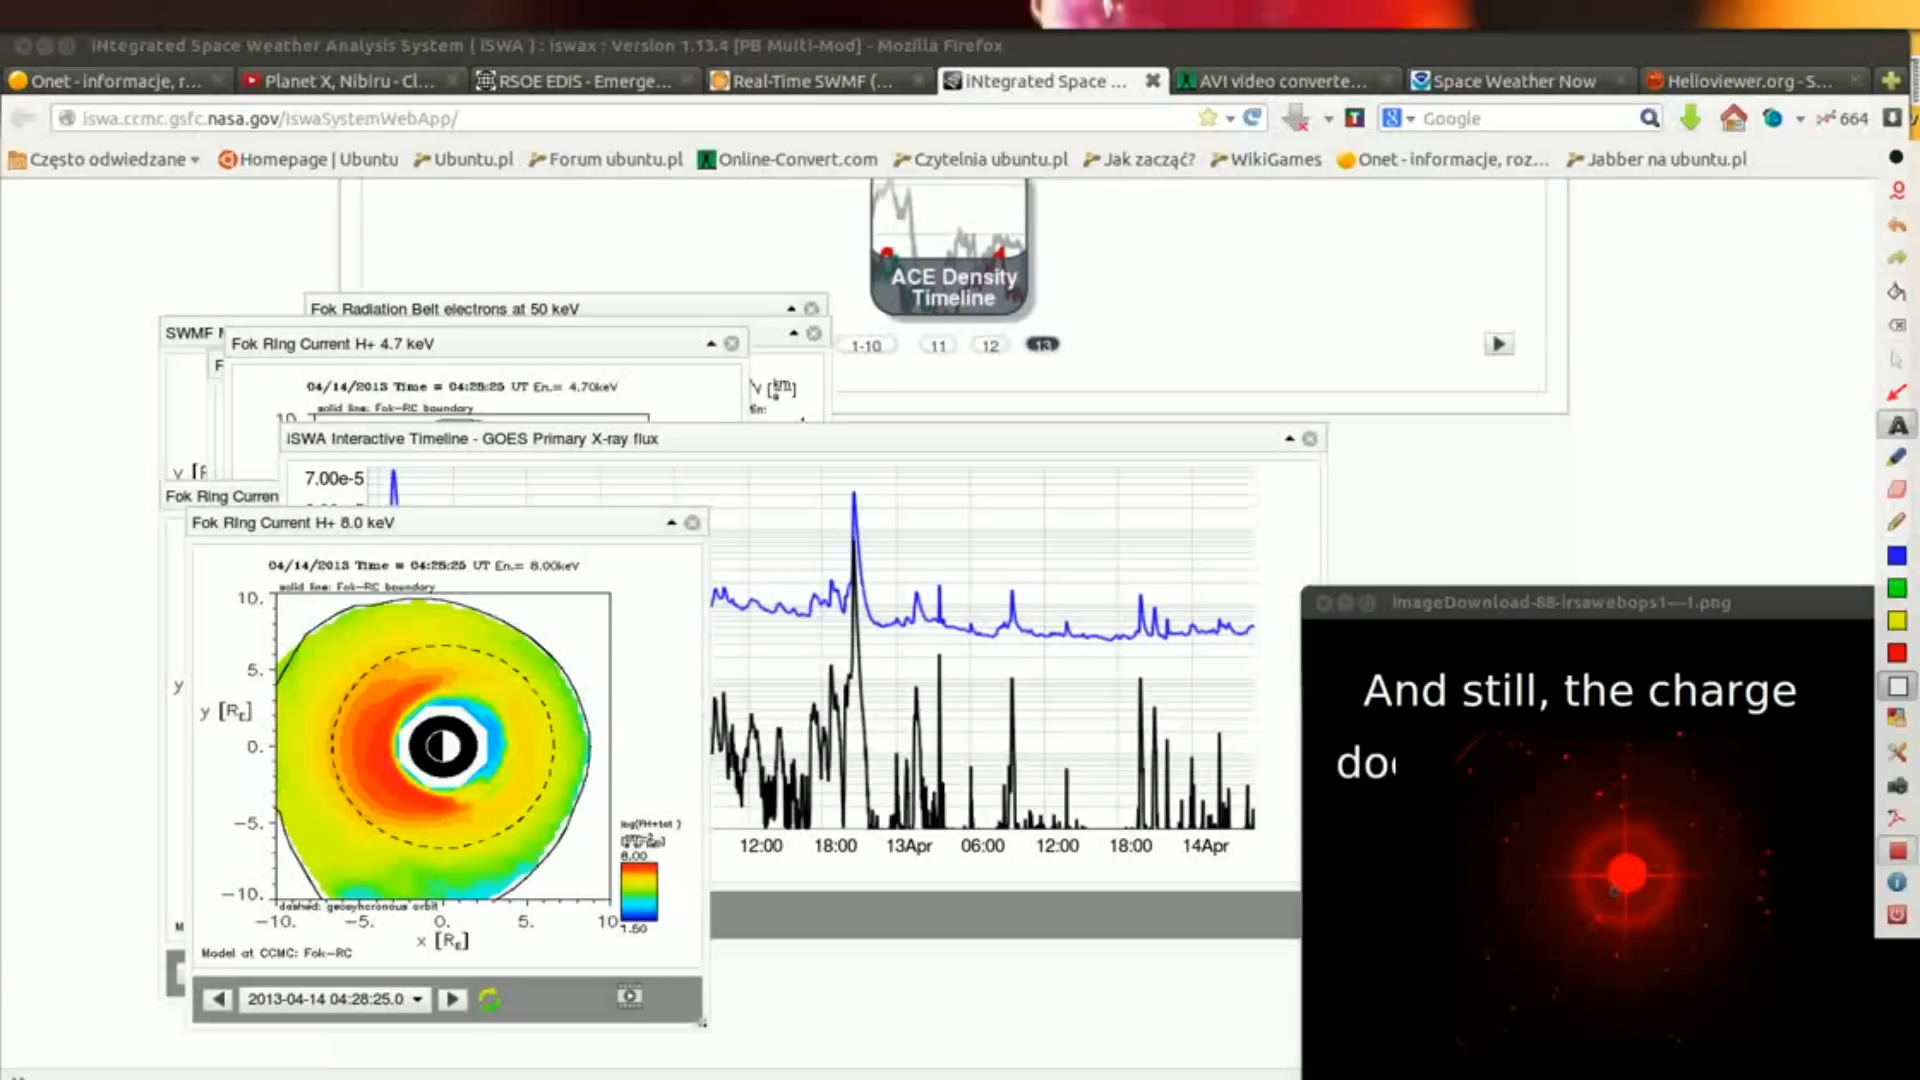 iNtegrated Space Weather Analysis System ( iSWA ) : iswax : Version 1.13.4 [PB Multi-Mod] - Mozilla Firefox
Onet - informacje, r...
Planet X, Nibiru - Cl...
RSOE EDIS - Emerge...
Real-Time SWMF (...
iNtegrated Space ...
AVI video converte...
Space Weather Now
Helioviewer.org - S...
iswa.ccmc.gsfc.nasa.gov/IswaSystemWebApp/
Google
664
Często odwiedzane
Homepage | Ubuntu
Ubuntu.pl
Forum ubuntu.pl
Online-Convert.com
Czytelnia ubuntu.pl
Jak zacząć?
WikiGames
Onet - informacje, roz...
Jabber na ubuntu.pl
ACE Density
Timeline
1-10
11
12
13
Fok Radiation Belt electrons at 50 keV
SWMF
Fok Ring Current H+ 4.7 keV
04/14/2013 Time = 04:28:25 UT En.= 4.70keV
solid line: Fok-RC boundary
10
iSWA Interactive Timeline - GOES Primary X-ray flux
7.00e-5
12:00
18:00
13Apr
06:00
12:00
18:00
14Apr
Fok Ring Curren
Fok Ring Current H+ 8.0 keV
04/14/2013 Time = 04:28:25 UT En.= 8.00keV
solid line: Fok-RC boundary
10.
5.
y [RE]
0.
-5.
-10.
dashed: geosynchronous orbit
-10.
-5.
0.
5.
10
x [RE]
8.00
1.50
Model at CCMC: Fok-RC
2013-04-14 04:28:25.0
imageDownload-88-irsawebops1—1.png
And still, the charge